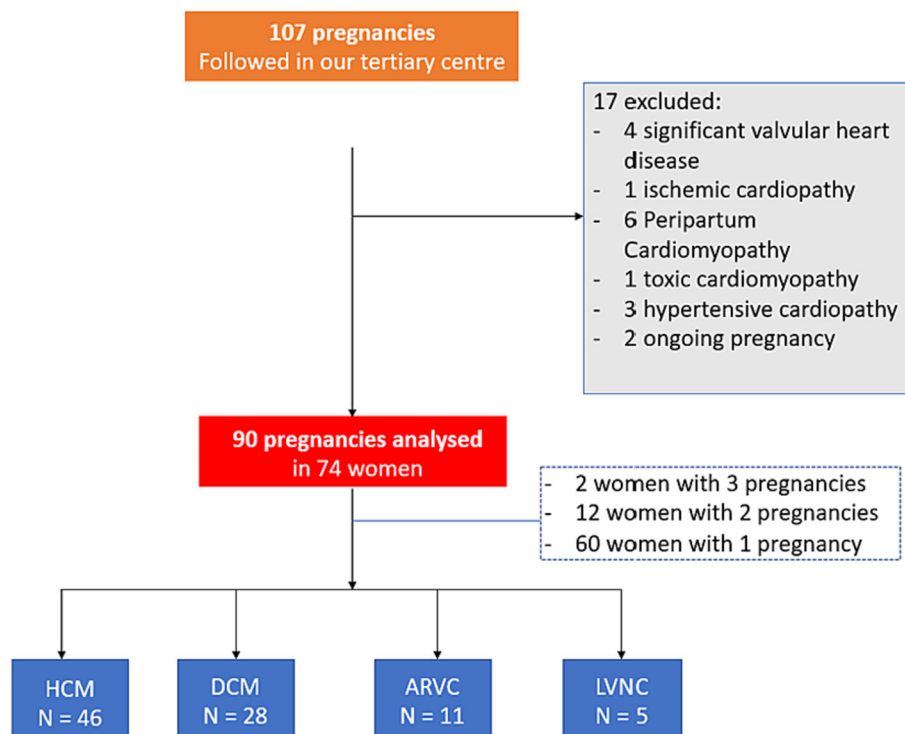 107 pregnancies
Followed in our tertiary centre
17 excluded:
- 4 significant valvular heart
disease
- 1 ischemic cardiopathy
- 6 Peripartum
Cardiomyopathy
- 1 toxic cardiomyopathy
- 3 hypertensive cardiopathy
- 2 ongoing pregnancy
90 pregnancies analysed
in 74 women
- 2 women with 3 pregnancies
- 12 women with 2 pregnancies
- 60 women with 1 pregnancy
HCM
N = 46
DCM
N = 28
ARVC
N = 11
LVNC
N = 5